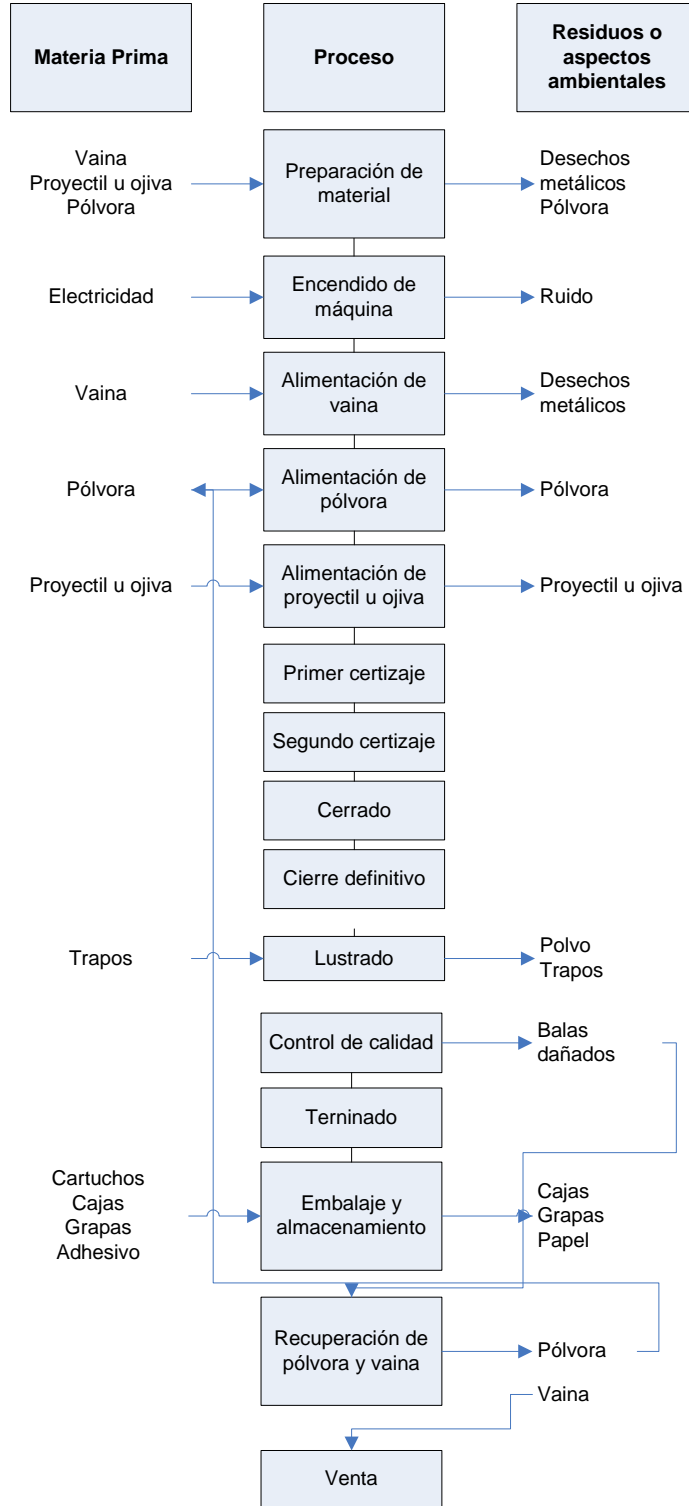 Materia Prima
Proceso
Residuos o
aspectos
ambientales
Vaina
Proyectil u ojiva
Pólvora
Preparación de
material
Desechos
metálicos
Pólvora
Electricidad
Encendido de
máquina
Ruido
Vaina
Alimentación de
vaina
Desechos
metálicos
Pólvora
Alimentación de
pólvora
Pólvora
Proyectil u ojiva
Alimentación de
proyectil u ojiva
Proyectil u ojiva
Primer certizaje
Segundo certizaje
Cerrado
Cierre definitivo
Trapos
Lustrado
Polvo
Trapos
Control de calidad
Balas
dañados
Terninado
Cartuchos
Cajas
Grapas
Adhesivo
Embalaje y
almacenamiento
Cajas
Grapas
Papel
Recuperación de
pólvora y vaina
Pólvora
Vaina
Venta